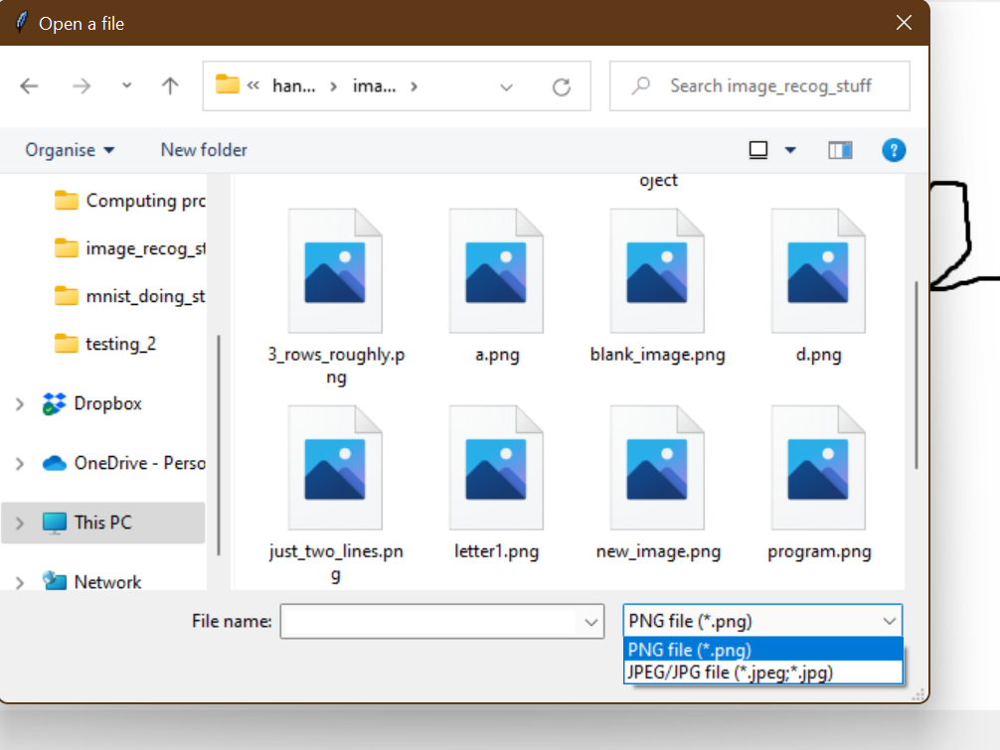 Open a file
« han... › ima... ›
Search image_recog_stuff
Organise
New folder
?
Computing pro
image_recog_st
mnist_doing_st
testing_2
Dropbox
OneDrive - Perso
This PC
Network
oject
3_rows_roughly.p
ng
a.png
blank_image.png
d.png
just_two_lines.pn
g
letter1.png
new_image.png
program.png
File name:
PNG file (*.png)
PNG file (*.png)
JPEG/JPG file (*.jpeg;*.jpg)